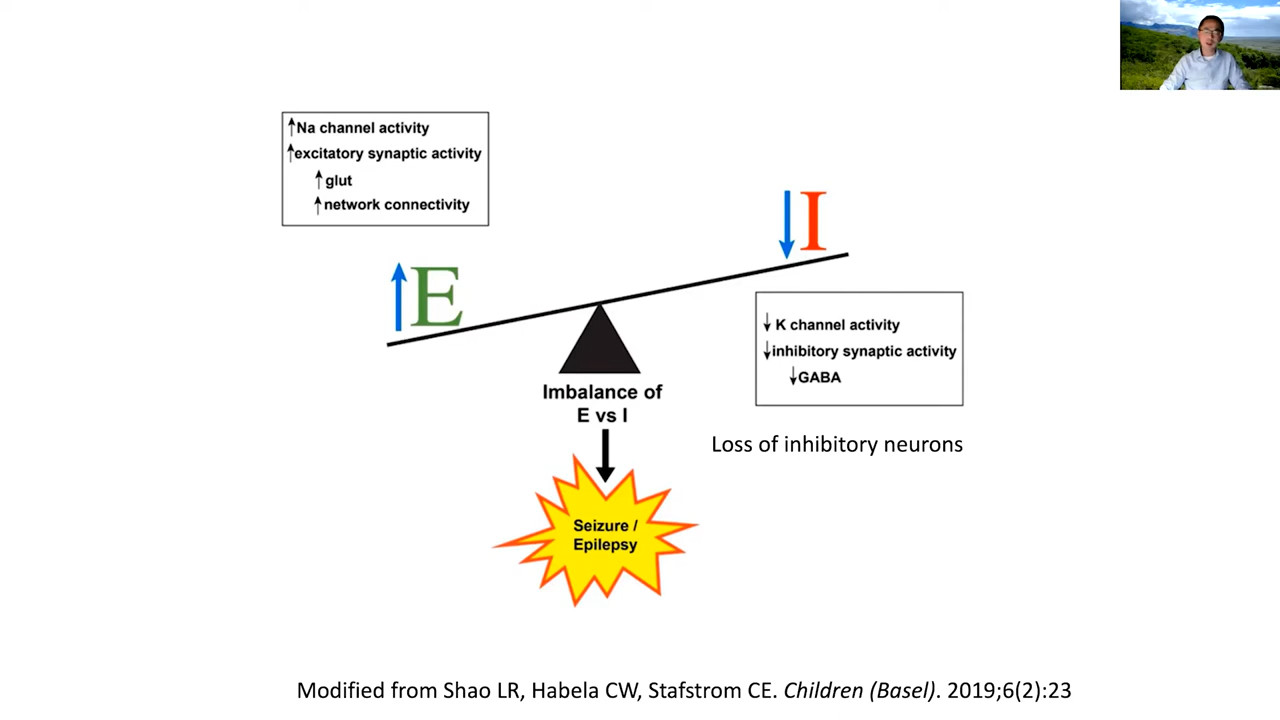 ↑Na channel activity
↑excitatory synaptic activity
↑glut
↑network connectivity
↓I
↑E
↓ K channel activity
↓inhibitory synaptic activity
↓GABA
Imbalance of
E vs I
Loss of inhibitory neurons
Seizure /
Epilepsy
Modified from Shao LR, Habela CW, Stafstrom CE. Children (Basel). 2019;6(2):23